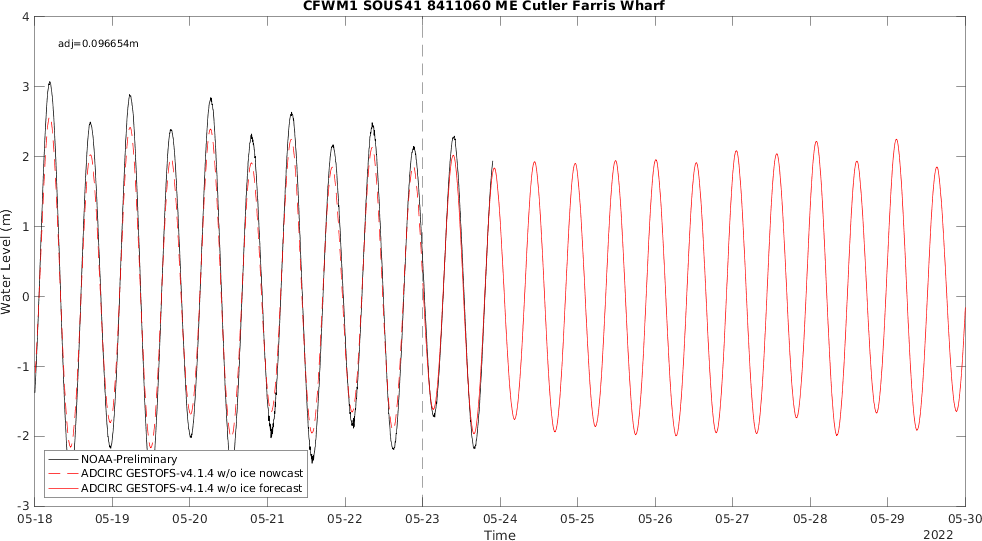 CFWM1 SOUS41 8411060 ME Cutler Farris Wharf
adj=0.096654m
Water Level (m)
4
3
2
1
0
-1
-2
-3
NOAA-Preliminary
ADCIRC GESTOFS-v4.1.4 w/o ice nowcast
ADCIRC GESTOFS-v4.1.4 w/o ice forecast
05-18 05-19 05-20 05-21 05-22 05-23 05-24 05-25 05-26 05-27 05-28 05-29 05-30
Time
2022